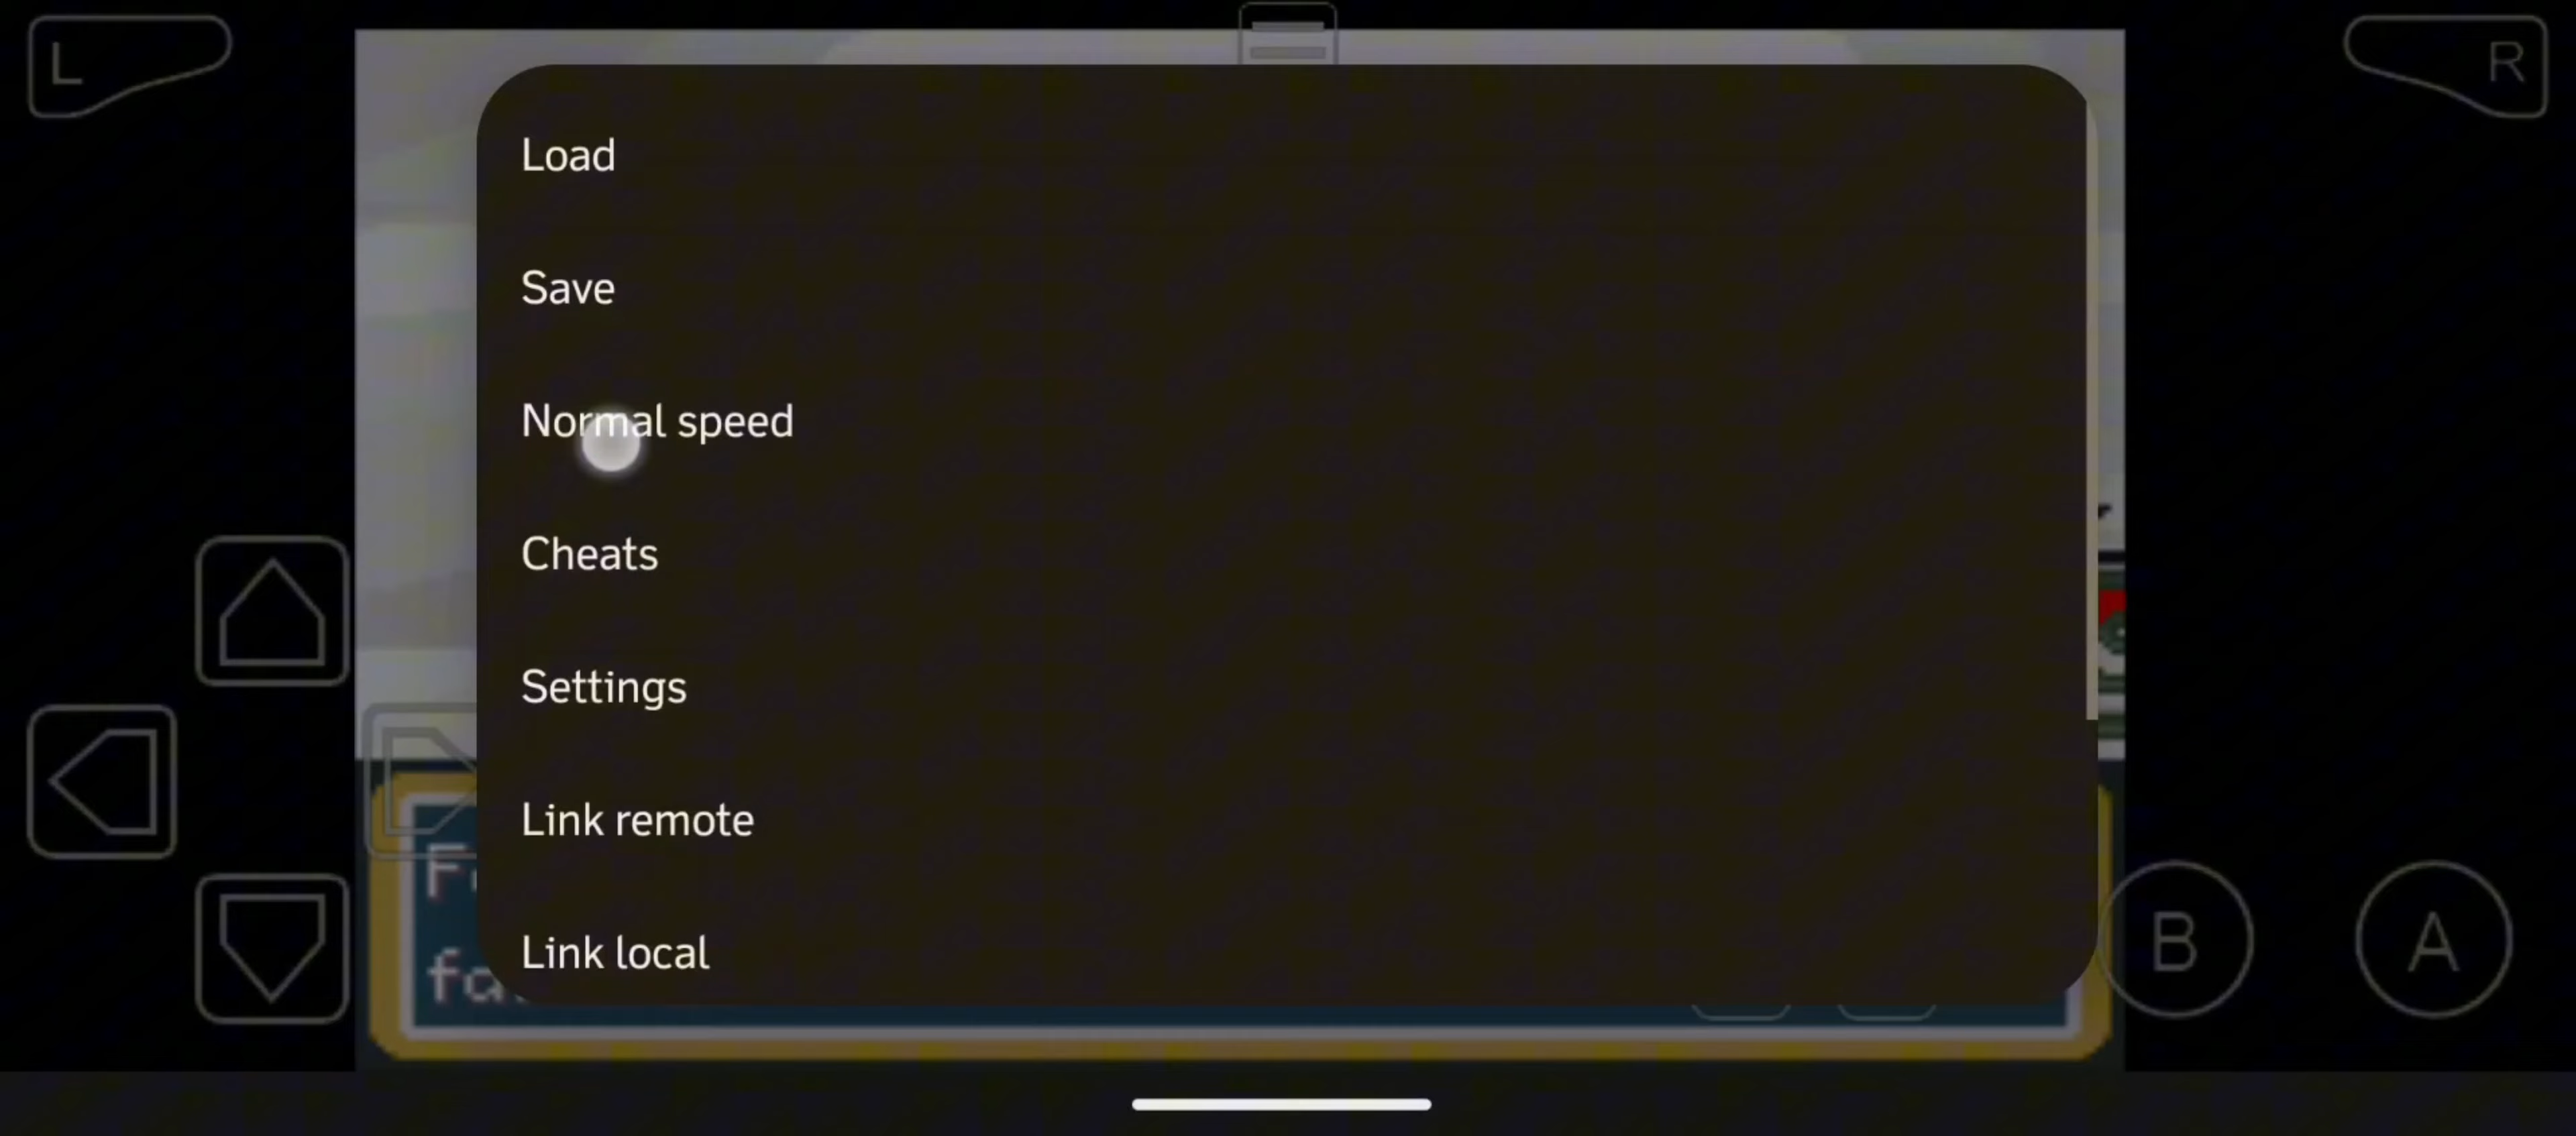 L
R
Load
Save
Normal speed
Cheats
Settings
Link remote
Link local
B
A